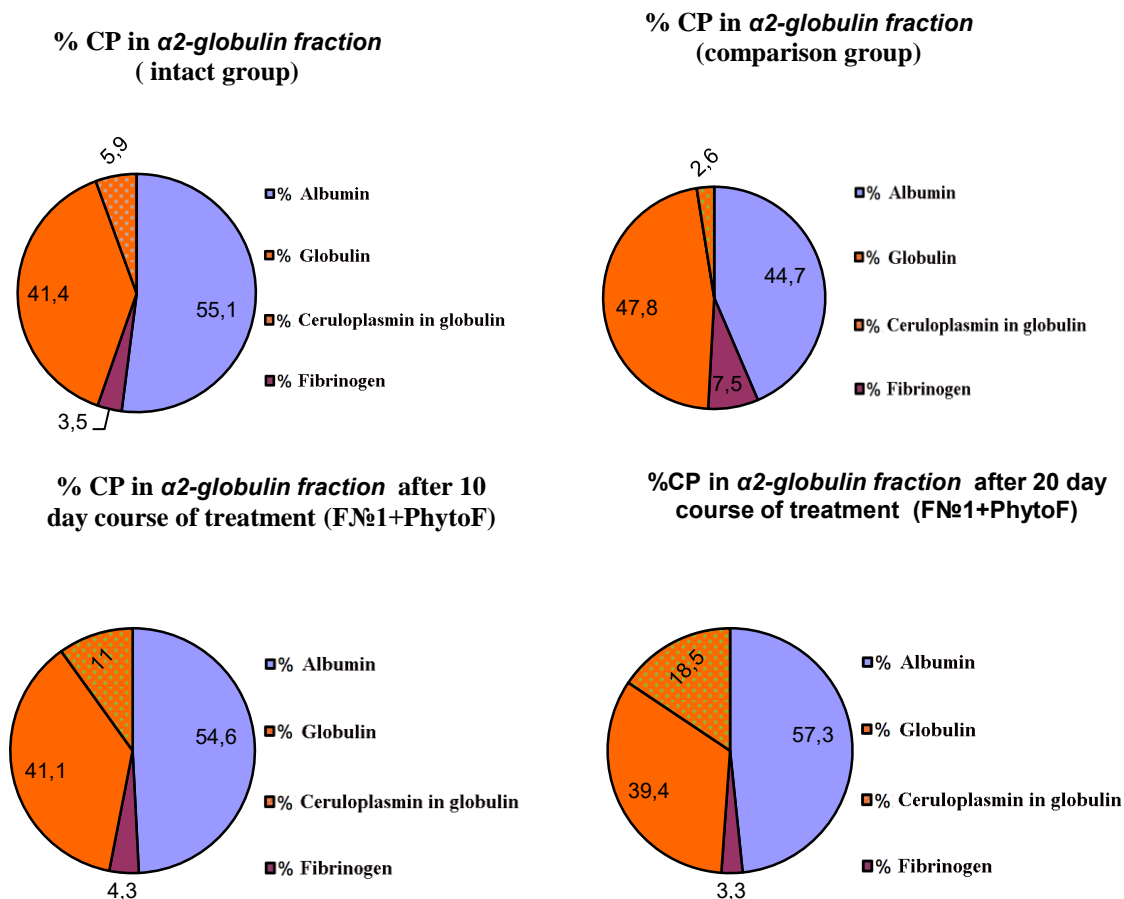 % CP in α2-globulin fraction
( intact group)
5,9
41,4
55,1
3,5
% Albumin
% Globulin
% Ceruloplasmin in globulin
% Fibrinogen
% CP in α2-globulin fraction
(comparison group)
2,6
44,7
47,8
7,5
% Albumin
% Globulin
% Ceruloplasmin in globulin
% Fibrinogen
% CP in α2-globulin fraction after 10
day course of treatment (F№1+PhytoF)
11
54,6
41,1
4,3
% Albumin
% Globulin
% Ceruloplasmin in globulin
% Fibrinogen
%CP in α2-globulin fraction after 20 day
course of treatment (F№1+PhytoF)
18,5
57,3
39,4
3,3
% Albumin
% Globulin
% Ceruloplasmin in globulin
% Fibrinogen